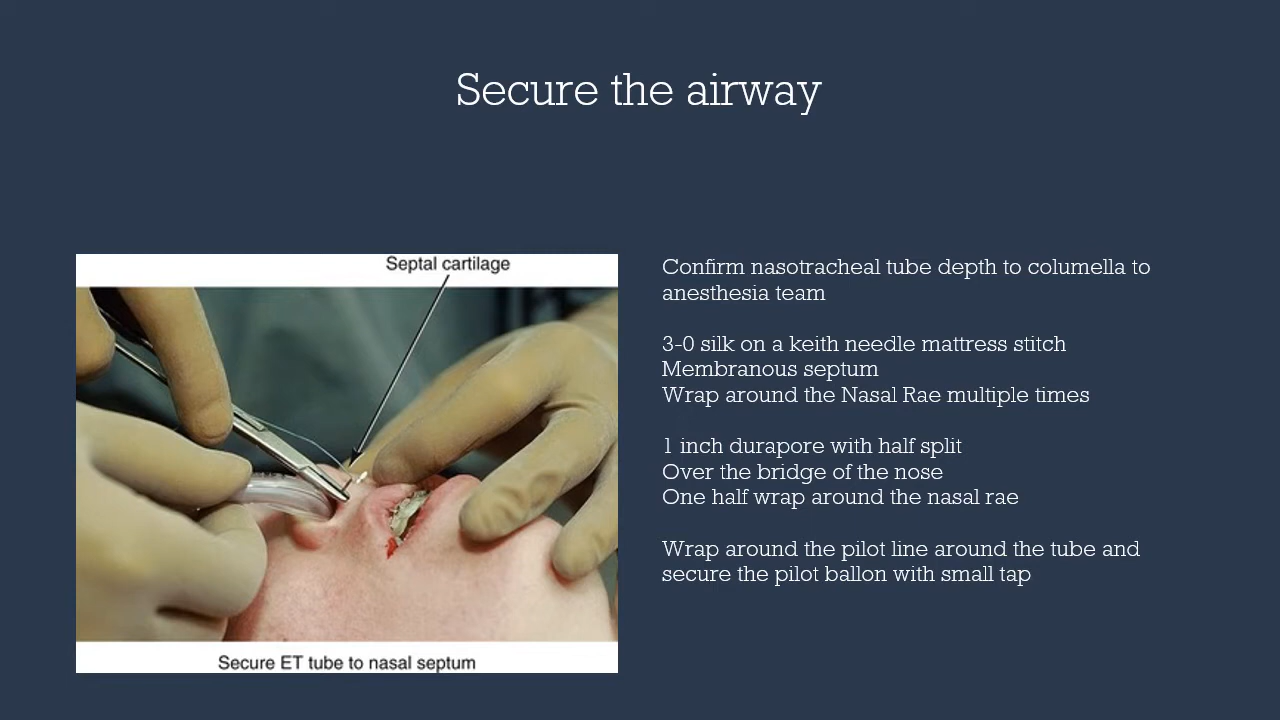 Secure the airway
Septal cartilage
Secure ET tube to nasal septum
Confirm nasotracheal tube depth to columella to
anesthesia team
3-0 silk on a keith needle mattress stitch
Membranous septum
Wrap around the Nasal Rae multiple times
1 inch durapore with half split
Over the bridge of the nose
One half wrap around the nasal rae
Wrap around the pilot line around the tube and
secure the pilot ballon with small tap